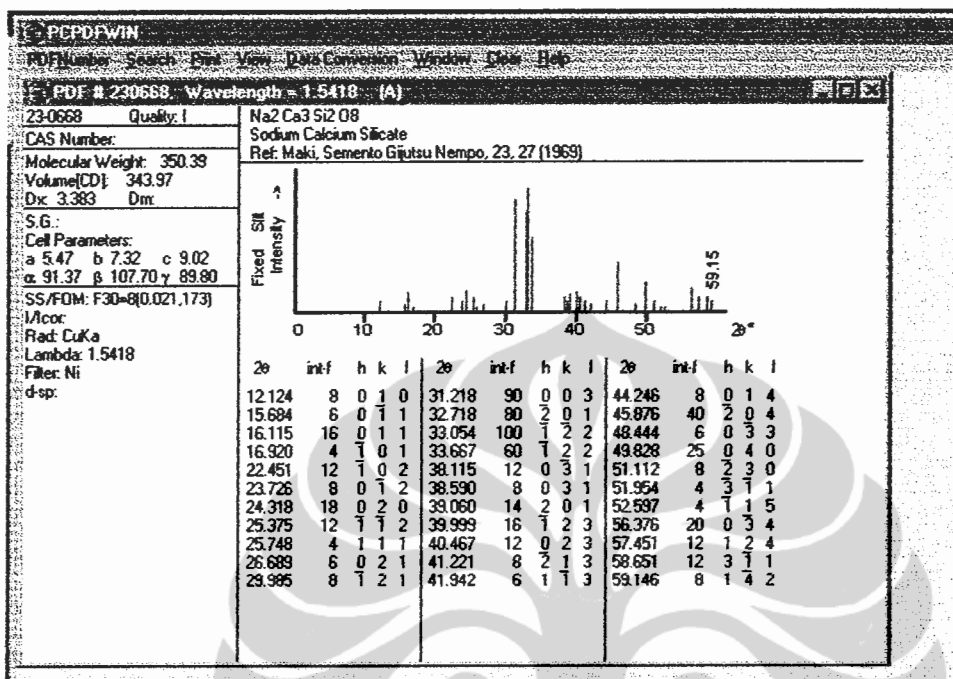 PCPDFWIN
PDFNumber Search Print View Data Conversion Window Clear Help
PDF # 230668, Wavelength = 1.5418 (A)
23-0668 Quality: I
CAS Number:
Molecular Weight: 350.39
Volume[CD]: 343.97
Dx: 3.383 Dm:
S.G.:
Cell Parameters:
a 5.47 b 7.32 c 9.02
α 91.37 β 107.70 γ 89.80
SS/FOM: F30=8(0.021,173)
I/Icor:
Rad: CuKa
Lambda: 1.5418
Filter: Ni
d-sp:
Na2 Ca3 Si2 O8
Sodium Calcium Silicate
Ref: Maki, Semento Gijutsu Nempo, 23, 27 (1969)
Fixed Slit
Intensity ->
59.15
0 10 20 30 40 50 2θ°
2θ int-f h k l 2θ int-f h k l 2θ int-f h k l
12.124 8 0 1 0 31.218 90 0 0 3 44.246 8 0 1 4
15.684 6 0 1̅ 1 32.718 80 2̅ 0 1 45.876 40 2̅ 0 4
16.115 16 0 1 1 33.054 100 1̅ 2̅ 2 48.444 6 0 3̅ 3
16.920 4 1̅ 0 1 33.667 60 1̅ 2 2 49.828 25 0 4 0
22.451 12 1̅ 0 2 38.115 12 0 3̅ 1 51.112 8 2̅ 3 0
23.726 8 0 1̅ 2 38.590 8 0 3 1 51.954 4 3̅ 1̅ 1
24.318 18 0 2 0 39.060 14 2 0 1 52.597 4 1̅ 1̅ 5
25.375 12 1̅ 1̅ 2 39.999 16 1̅ 2 3 56.376 20 0 3̅ 4
25.748 4 1 1 1 40.467 12 0 2 3 57.451 12 1 2 4
26.689 6 0 2 1 41.221 8 2̅ 1 3 58.651 12 3 1̅ 1
29.985 8 1̅ 2 1 41.942 6 1 1̅ 3 59.146 8 1 4̅ 2